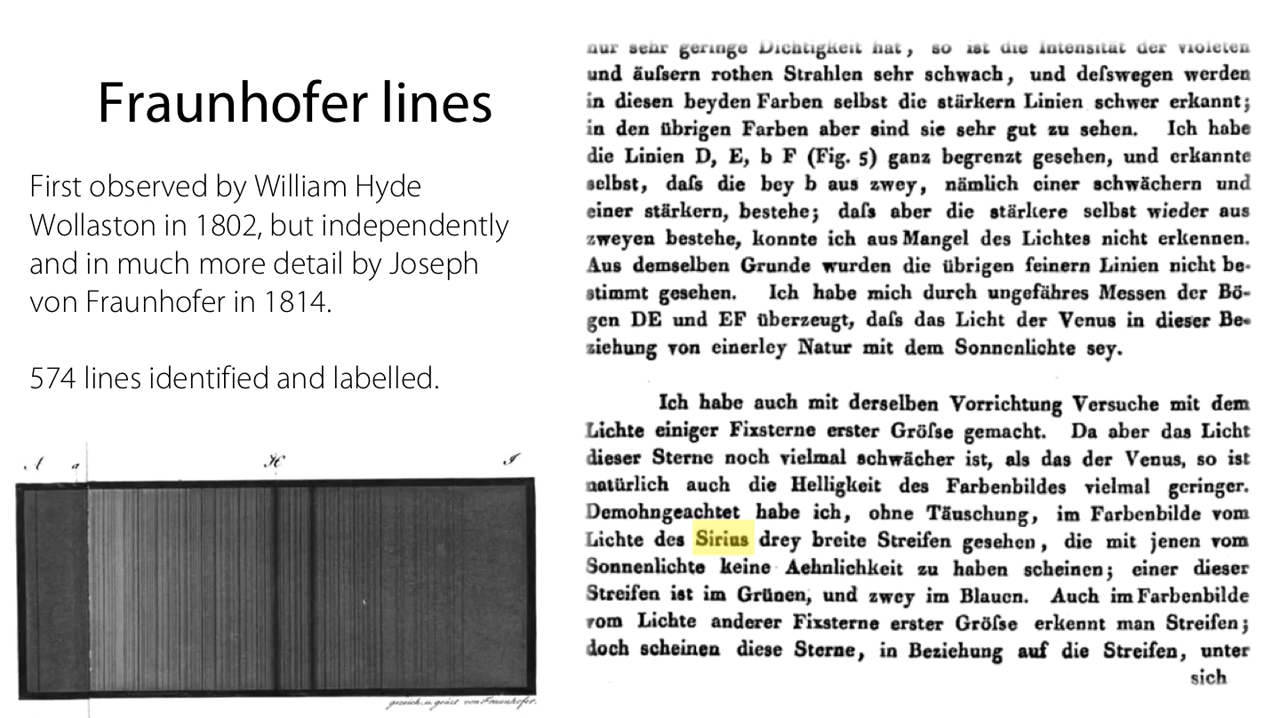 Fraunhofer lines
First observed by William Hyde
Wollaston in 1802, but independently
and in much more detail by Joseph
von Fraunhofer in 1814.
574 lines identified and labelled.
A a H I
gezeich. u. geäzt von Fraunhofer.
nur sehr geringe Dichtigkeit hat, so ist die Intensität der violeten
und äuſsern rothen Strahlen sehr schwach, und deſswegen werden
in diesen beyden Farben selbst die stärkern Linien schwer erkannt;
in den übrigen Farben aber sind sie sehr gut zu sehen. Ich habe
die Linien D, E, b F (Fig. 5) ganz begrenzt gesehen, und erkannte
selbst, daſs die bey b aus zwey, nämlich einer schwächern und
einer stärkern, bestehe; daſs aber die stärkere selbst wieder aus
zweyen bestehe, konnte ich aus Mangel des Lichtes nicht erkennen.
Aus demselben Grunde wurden die übrigen feinern Linien nicht be-
stimmt gesehen. Ich habe mich durch ungefähres Messen der Bö-
gen DE und EF überzeugt, daſs das Licht der Venus in dieser Be-
ziehung von einerley Natur mit dem Sonnenlichte sey.
Ich habe auch mit derselben Vorrichtung Versuche mit dem
Lichte einiger Fixsterne erster Gröſse gemacht. Da aber das Licht
dieser Sterne noch vielmal schwächer ist, als das der Venus, so ist
natürlich auch die Helligkeit des Farbenbildes vielmal geringer.
Demohngeachtet habe ich, ohne Täuschung, im Farbenbilde vom
Lichte des Sirius drey breite Streifen gesehen, die mit jenen vom
Sonnenlichte keine Aehnlichkeit zu haben scheinen; einer dieser
Streifen ist im Grünen, und zwey im Blauen. Auch im Farbenbilde
vom Lichte anderer Fixsterne erster Gröſse erkennt man Streifen;
doch scheinen diese Sterne, in Beziehung auf die Streifen, unter
sich